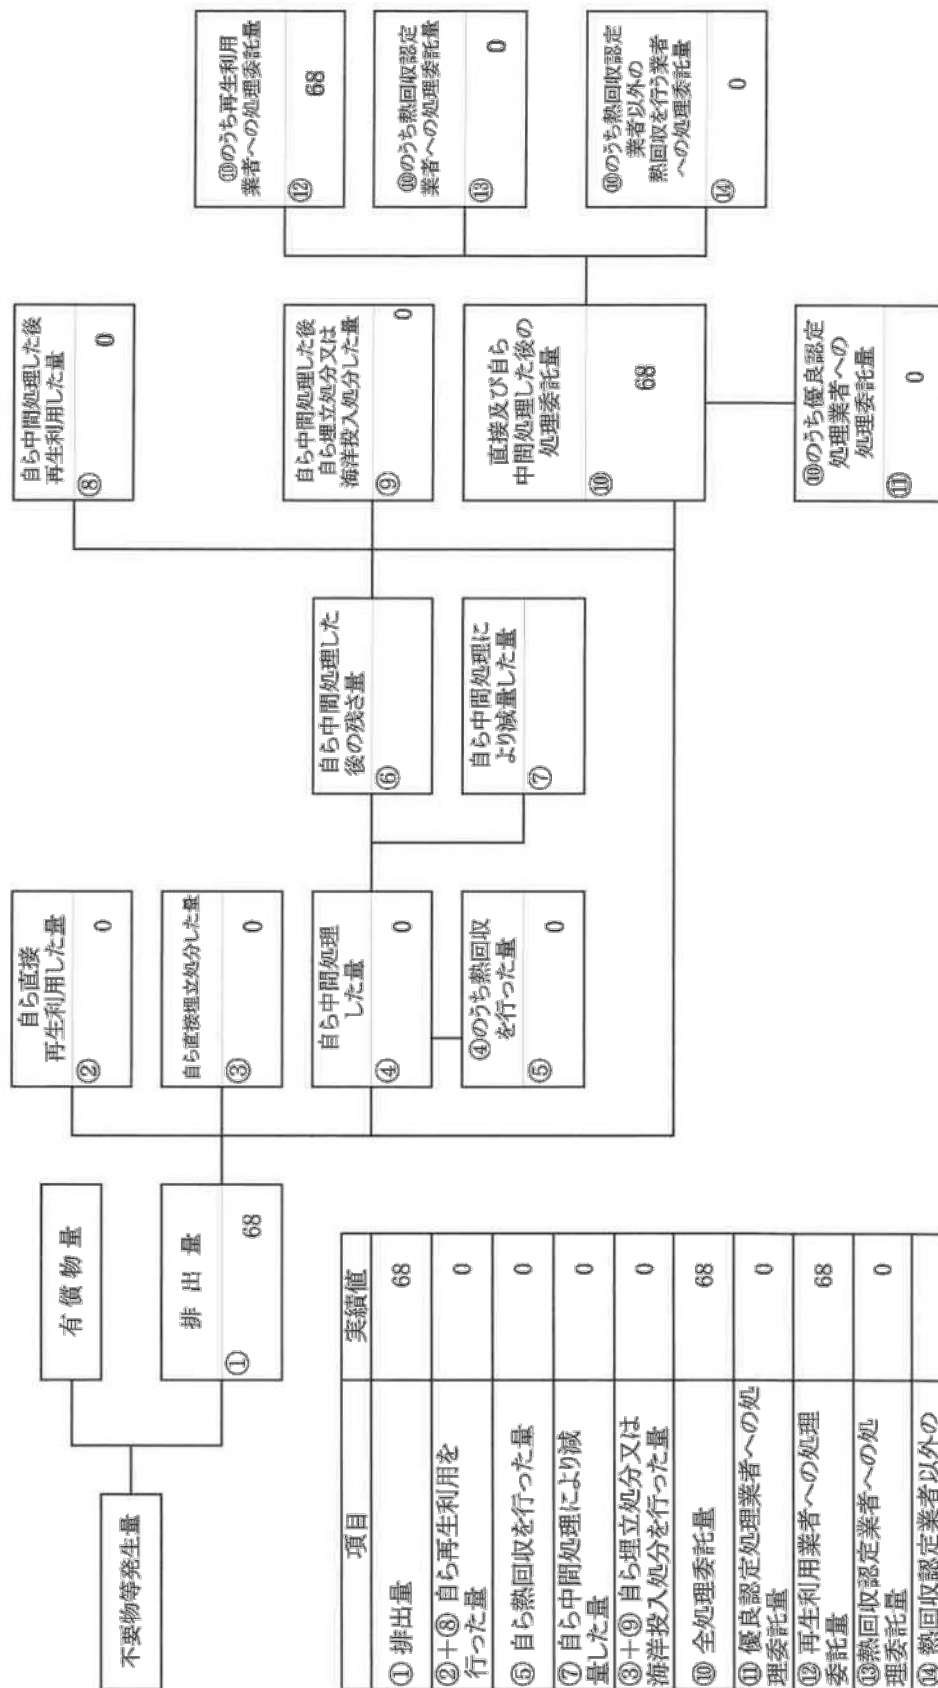 不要物等発生量
有償物量
排出量
① 68
自ら直接
再生利用した量
② 0
自ら直接埋立処分した量
③ 0
自ら中間処理
した量
④ 0
④のうち熱回収
を行った量
⑤ 0
自ら中間処理した
後の残さ量
⑥
自ら中間処理に
より減量した量
⑦
自ら中間処理した後
再生利用した量
⑧ 0
自ら中間処理した後
自ら埋立処分又は
海洋投入処分した量
⑨ 0
直接及び自ら
中間処理した後の
処理委託量
⑩ 68
⑩のうち優良認定
処理業者への
処理委託量
⑪ 0
⑩のうち再生利用
業者への処理委託量
⑫ 68
⑩のうち熱回収認定
業者への処理委託量
⑬ 0
⑩のうち熱回収認定
業者以外の
熱回収を行う業者
への処理委託量
⑭ 0
項目 実績値
① 排出量 68
②+⑧ 自ら再生利用を
行った量 0
⑤ 自ら熱回収を行った量 0
⑦ 自ら中間処理により減
量した量 0
③+⑨ 自ら埋立処分又は
海洋投入処分を行った量 0
⑩ 全処理委託量 68
⑪ 優良認定処理業者への処
理委託量 0
⑫ 再生利用業者への処理
委託量 68
⑬熱回収認定業者への処
理委託量 0
⑭ 熱回収認定業者以外の